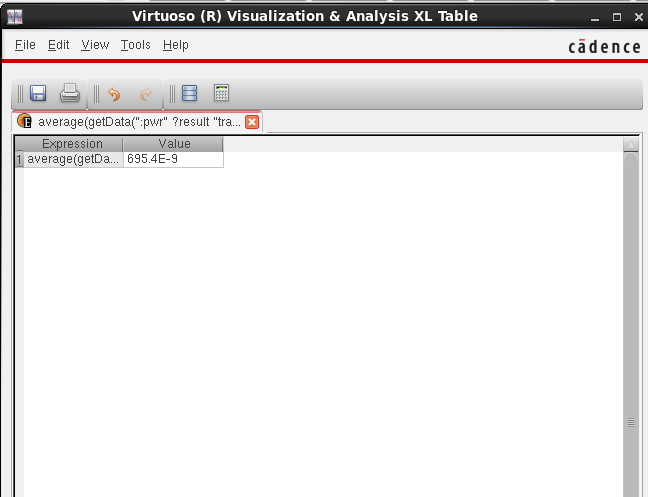 Virtuoso (R) Visualization & Analysis XL Table
File Edit View Tools Help
cādence
average(getData(":pwr" ?result "tra...
Expression Value
1 average(getDa... 695.4E-9